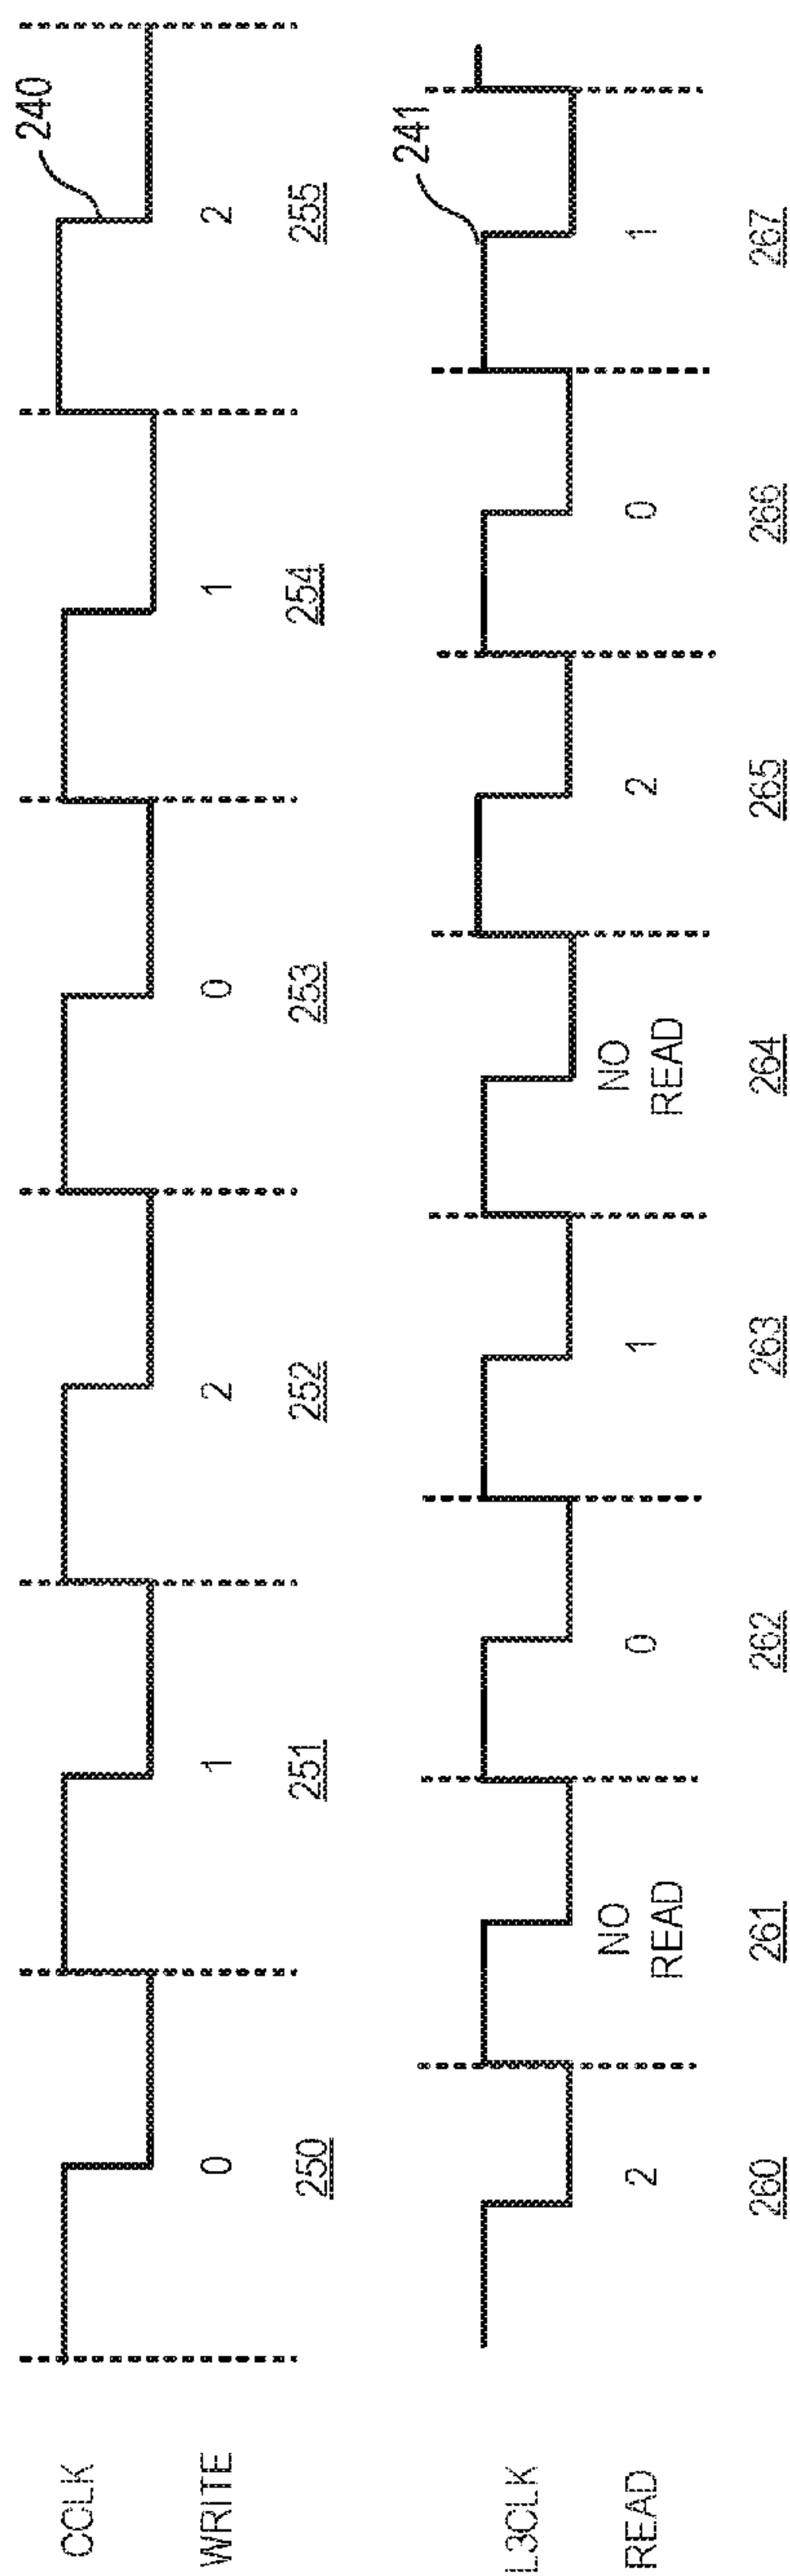 240
CCLK
WRITE 0 1 2 0 1 2
250 251 252 253 254 255
241
L3CLK
READ 2 NO READ 0 1 NO READ 2 0 1
260 261 262 263 264 265 266 267